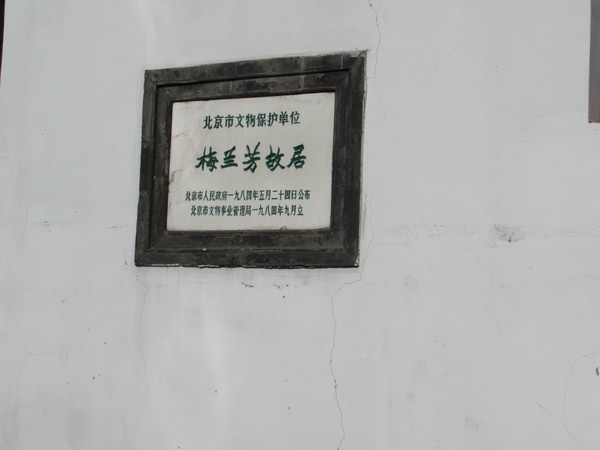 北京市文物保护单位
梅兰芳故居
北京市人民政府一九八四年五月二十四日公布
北京市文物事业管理局一九八四年九月立